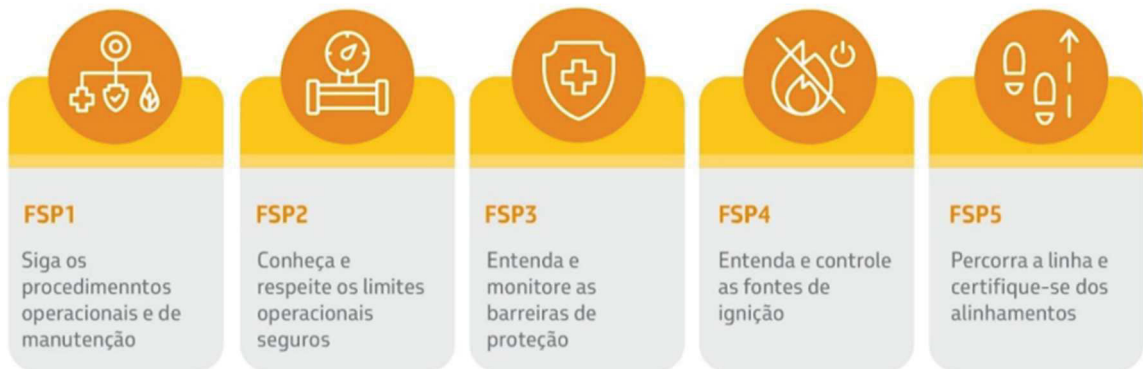 FSP1
Siga os
procedimenntos
operacionais e de
manutenção
FSP2
Conheça e
respeite os limites
operacionais
seguros
FSP3
Entenda e
monitore as
barreiras de
proteção
FSP4
Entenda e controle
as fontes de
ignição
FSP5
Percorra a linha e
certifique-se dos
alinhamentos